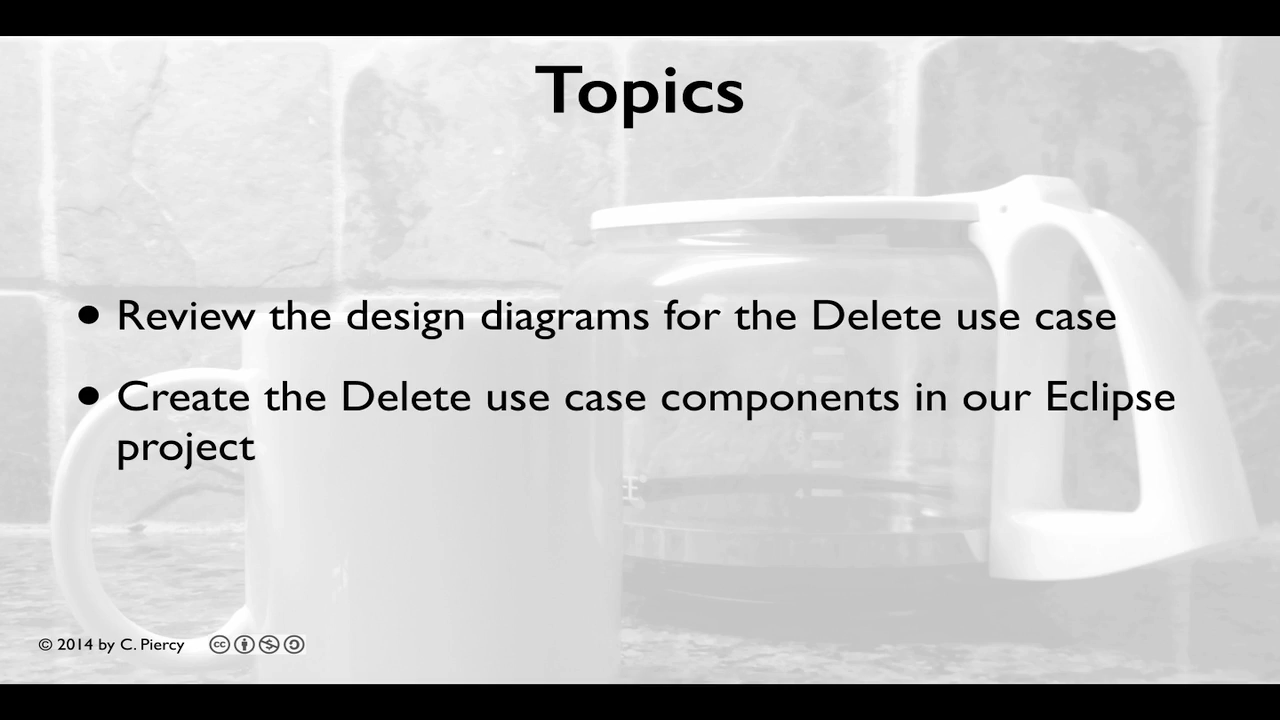 Topics
• Review the design diagrams for the Delete use case
• Create the Delete use case components in our Eclipse
project
© 2014 by C. Piercy cc